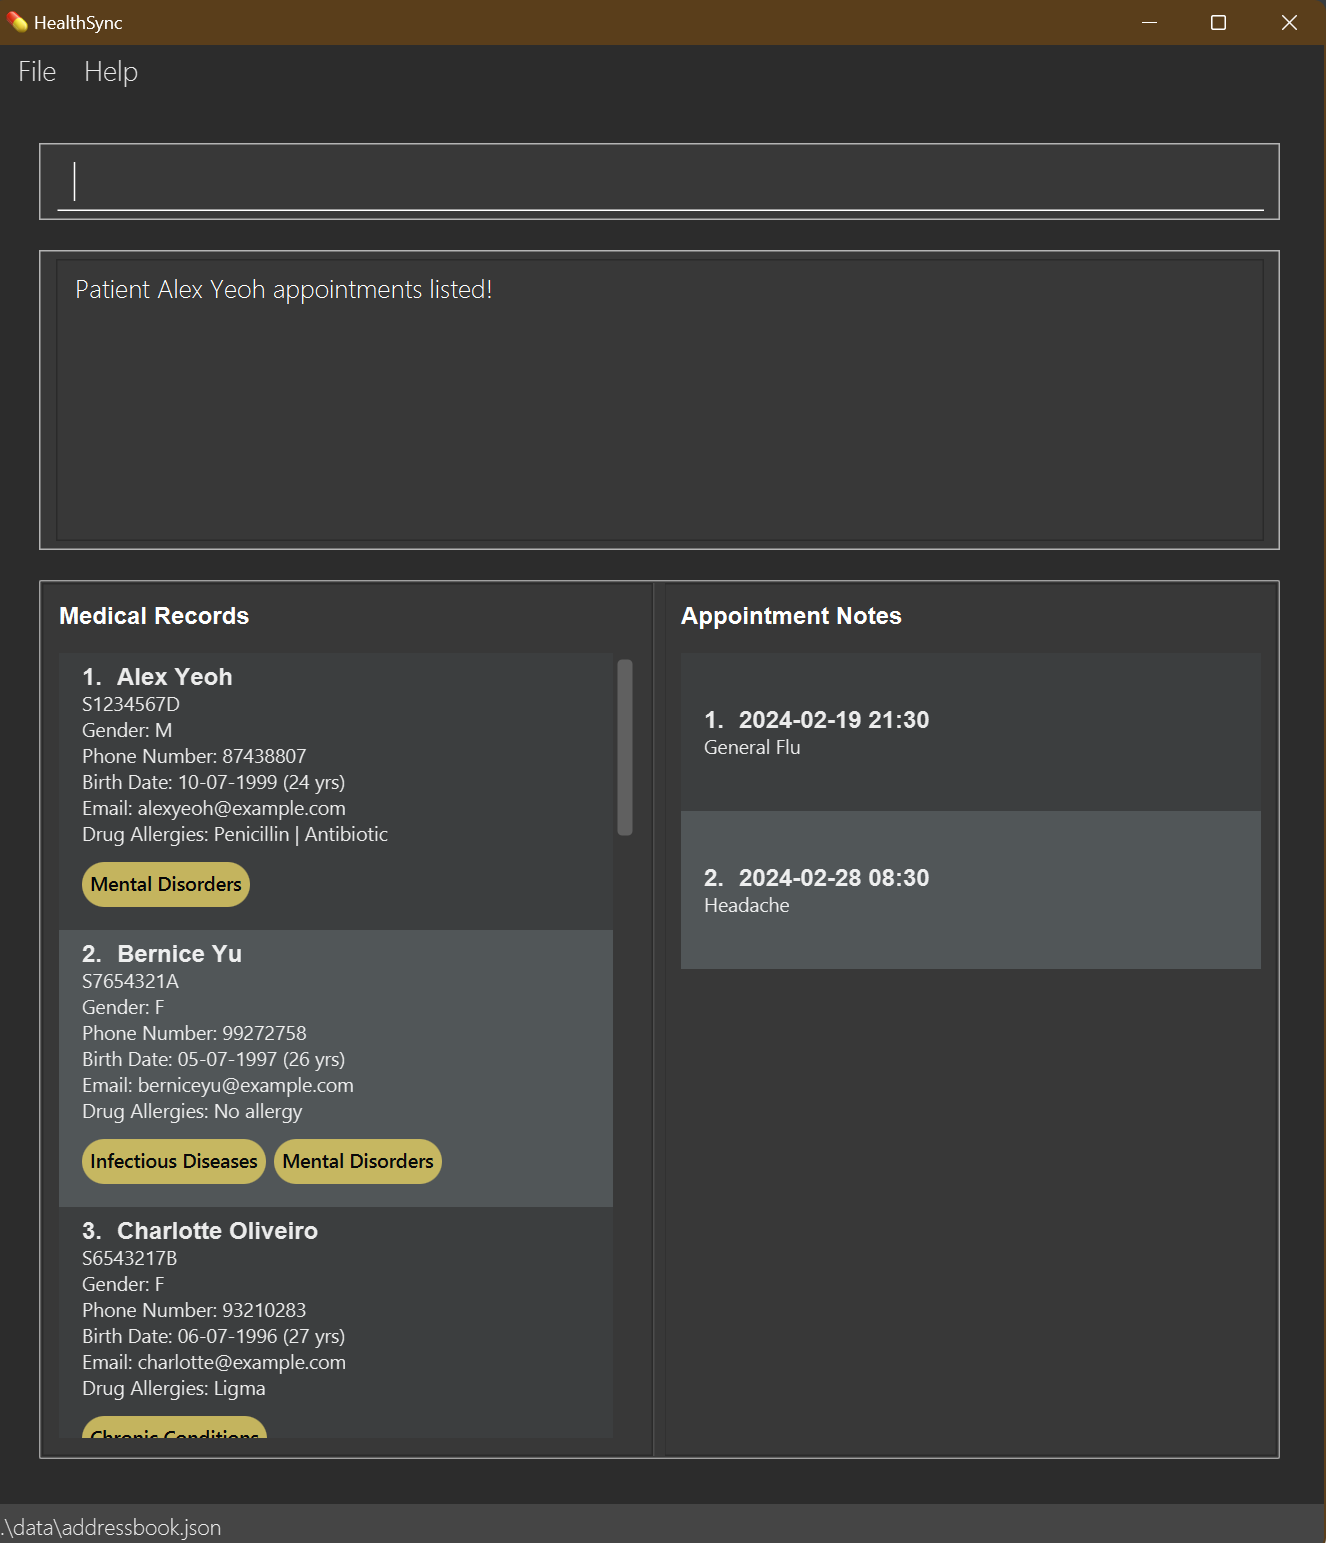 HealthSync
File Help
Patient Alex Yeoh appointments listed!
Medical Records
1. Alex Yeoh
S1234567D
Gender: M
Phone Number: 87438807
Birth Date: 10-07-1999 (24 yrs)
Email: alexyeoh@example.com
Drug Allergies: Penicillin | Antibiotic
Mental Disorders
2. Bernice Yu
S7654321A
Gender: F
Phone Number: 99272758
Birth Date: 05-07-1997 (26 yrs)
Email: berniceyu@example.com
Drug Allergies: No allergy
Infectious Diseases Mental Disorders
3. Charlotte Oliveiro
S6543217B
Gender: F
Phone Number: 93210283
Birth Date: 06-07-1996 (27 yrs)
Email: charlotte@example.com
Drug Allergies: Ligma
Chronic Conditions
Appointment Notes
1. 2024-02-19 21:30
General Flu
2. 2024-02-28 08:30
Headache
.\data\addressbook.json